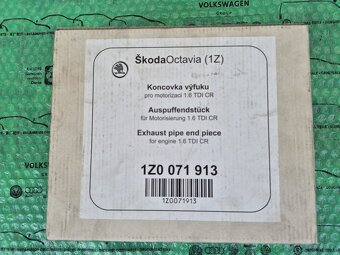 VOLKSWAGEN
ŠkodaOctavia (1Z)
Koncovka výfuku
pro motorizaci 1.6 TDI CR
Auspuffendstück
für Motorisierung 1.6 TDI CR
Exhaust pipe end piece
for engine 1.6 TDI CR
1Z0 071 913
1Z0071913